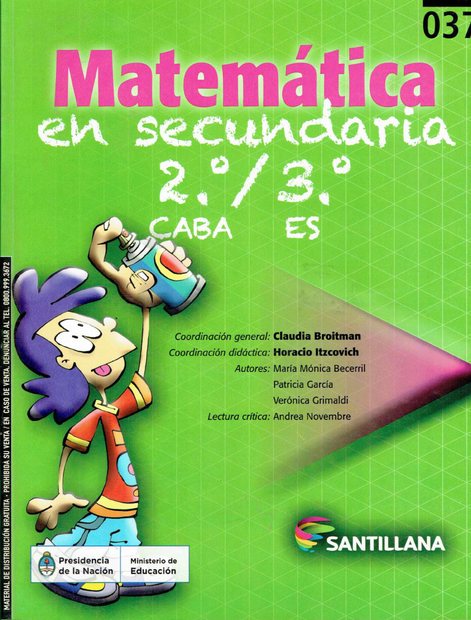 037
Matemática
en secundaria
2.º/3.º
CABA ES
Coordinación general: Claudia Broitman
Coordinación didáctica: Horacio Itzcovich
Autores: María Mónica Becerril
Patricia García
Verónica Grimaldi
Lectura crítica: Andrea Novembre
SANTILLANA
Presidencia
de la Nación
Ministerio de
Educación
MATERIAL DE DISTRIBUCIÓN GRATUITA - PROHIBIDA SU VENTA / EN CASO DE VENTA, DENUNCIAR AL TEL. 0800.999.3672